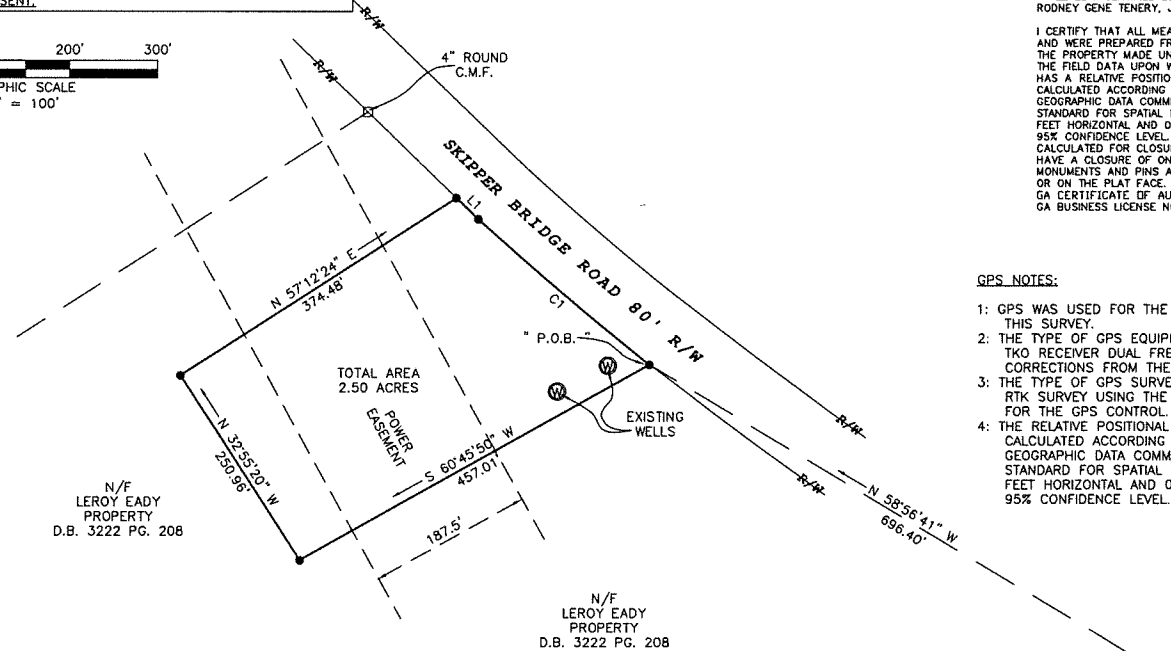 SENT.
200' 300'
PHIC SCALE
= 100'
R/W
R/W
4" ROUND
C.M.F.
SKIPPER BRIDGE ROAD 80' R/W
L1
C1
N 57°12'24" E
374.48'
" P.O.B. "
TOTAL AREA
2.50 ACRES
POWER
EASEMENT
W
W
EXISTING
WELLS
N 32°55'20" W
250.96'
S 60°45'50" W
457.01'
187.5'
R/W
R/W
N 58°56'41" W
696.40'
N/F
LEROY EADY
PROPERTY
D.B. 3222 PG. 208
N/F
LEROY EADY
PROPERTY
D.B. 3222 PG. 208
RODNEY GENE TENERY, J
I CERTIFY THAT ALL MEA
AND WERE PREPARED FR
THE PROPERTY MADE UN
THE FIELD DATA UPON W
HAS A RELATIVE POSITIO
CALCULATED ACCORDING
GEOGRAPHIC DATA COMM
STANDARD FOR SPATIAL
FEET HORIZONTAL AND O
95% CONFIDENCE LEVEL.
CALCULATED FOR CLOSU
HAVE A CLOSURE OF ON
MONUMENTS AND PINS A
OR ON THE PLAT FACE.
GA CERTIFICATE OF AU
GA BUSINESS LICENSE N
GPS NOTES:
1: GPS WAS USED FOR THE
THIS SURVEY.
2: THE TYPE OF GPS EQUIP
TKO RECEIVER DUAL FRE
CORRECTIONS FROM THE
3: THE TYPE OF GPS SURVE
RTK SURVEY USING THE
FOR THE GPS CONTROL.
4: THE RELATIVE POSITIONAL
CALCULATED ACCORDING
GEOGRAPHIC DATA COMM
STANDARD FOR SPATIAL
FEET HORIZONTAL AND O
95% CONFIDENCE LEVEL.